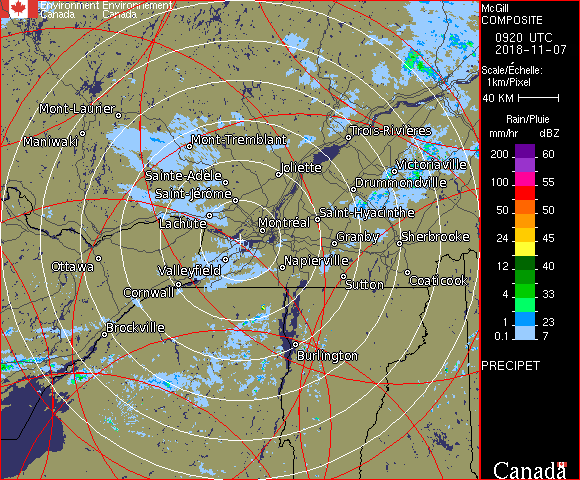 Environment Environnement
Canada Canada
McGill
COMPOSITE
0920 UTC
2018-11-07
Scale/Échelle:
1km/Pixel
40 KM
Rain/Pluie
mm/hr dBZ
200 60
100 55
50 50
24 45
12 40
4 33
1 23
0.1 7
PRECIPET
Canada
Mont-Laurier
Maniwaki
Mont-Tremblant
Trois-Rivières
Joliette
Victoriaville
Sainte-Adèle
Drummondville
Saint-Jérôme
Saint-Hyacinthe
Lachute
Montréal
Granby
Sherbrooke
Ottawa
Valleyfield
Napierville
Sutton
Coaticook
Cornwall
Brockville
Burlington